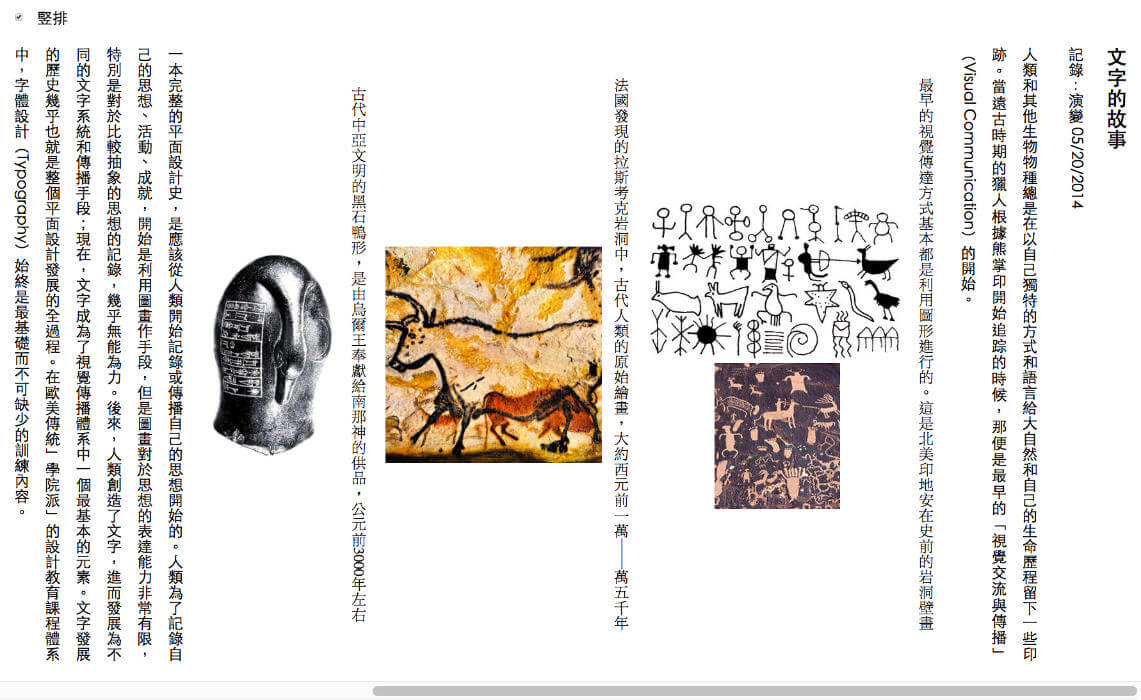 竪排
文字的故事
記錄：演變 05/20/2014
人類和其他生物物種總是在以自己獨特的方式和語言給大自然和自己的生命歷程留下一些印
跡。當遠古時期的獵人根據熊掌印開始追踪的時候，那便是最早的「視覺交流與傳播」
（Visual Communication）的開始。
最早的視覺傳達方式基本都是利用圖形進行的。這是北美印地安在史前的岩洞壁畫
法國發現的拉斯考克岩洞中，古代人類的原始繪畫，大約西元前一萬——萬五千年
古代中亞文明的黑石鴨形，是由烏爾王奉獻給南那神的供品，公元前3000年左右
一本完整的平面設計史，是應該從人類開始記錄或傳播自己的思想開始的。人類為了記錄自
己的思想、活動、成就，開始是利用圖畫作手段，但是圖畫對於思想的表達能力非常有限，
特別是對於比較抽象的思想的記錄，幾乎無能為力。後來，人類創造了文字，進而發展為不
同的文字系統和傳播手段；現在，文字成為了視覺傳播體系中一個最基本的元素。文字發展
的歷史幾乎也就是整個平面設計發展的全過程。在歐美傳統」學院派」的設計教育課程體系
中，字體設計（Typography）始終是最基礎而不可缺少的訓練內容。